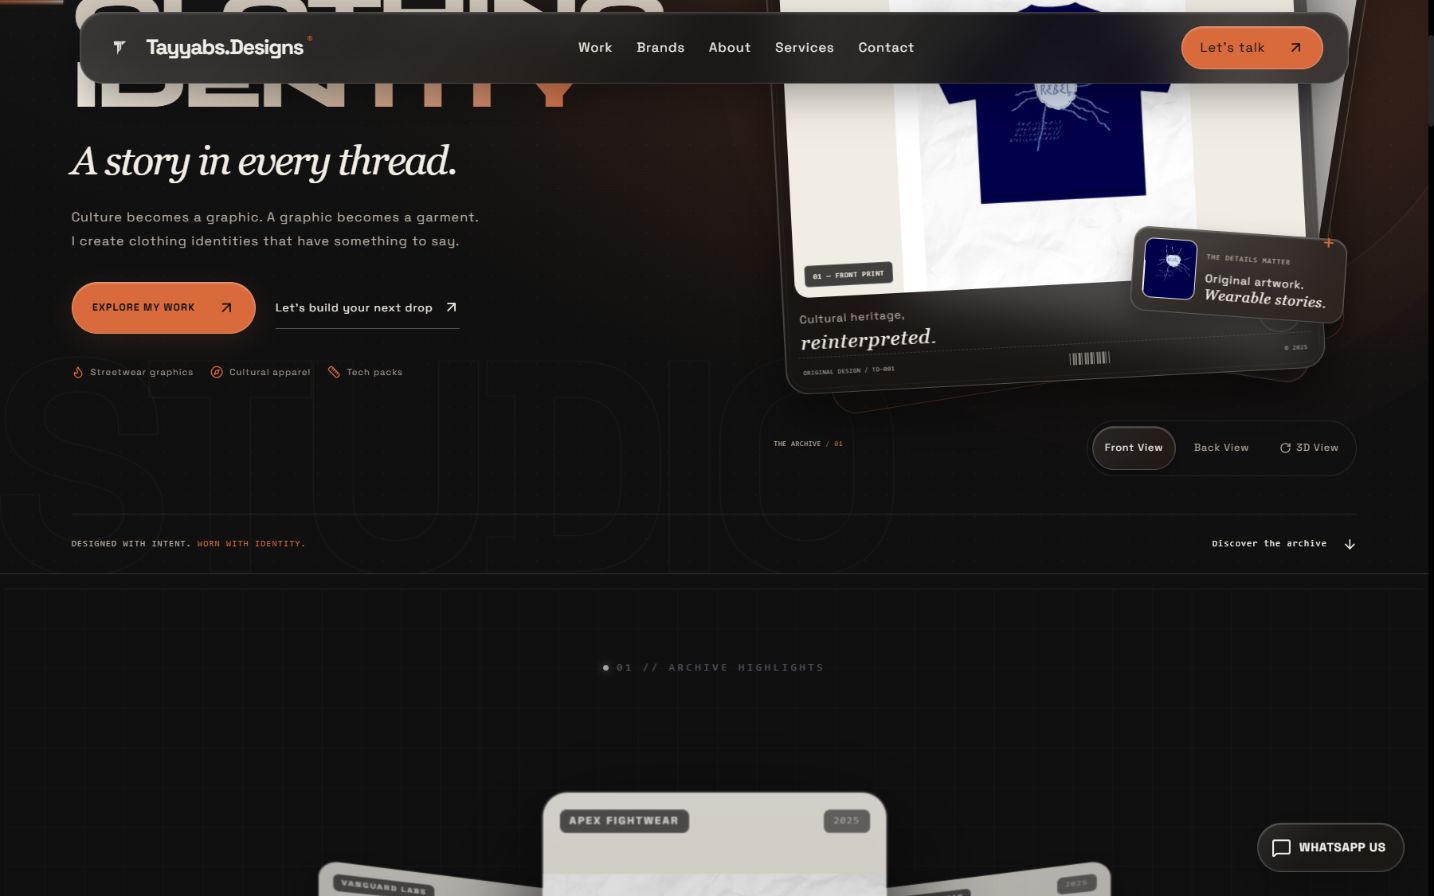 CLOTHING
Tayyabs.Designs
Work
Brands
About
Services
Contact
Let's talk
IDENTITY
A story in every thread.
Culture becomes a graphic. A graphic becomes a garment.
I create clothing identities that have something to say.
EXPLORE MY WORK
Let's build your next drop
Streetwear graphics
Cultural apparel
Tech packs
REBEL
01 — FRONT PRINT
THE DETAILS MATTER
Original artwork.
Wearable stories.
Cultural heritage,
reinterpreted.
ORIGINAL DESIGN / TD-001
© 2025
STUDIO
THE ARCHIVE / 01
Front View
Back View
3D View
DESIGNED WITH INTENT. WORN WITH IDENTITY.
Discover the archive
01 // ARCHIVE HIGHLIGHTS
APEX FIGHTWEAR
2025
VANGUARD LABS
2025
WHATSAPP US